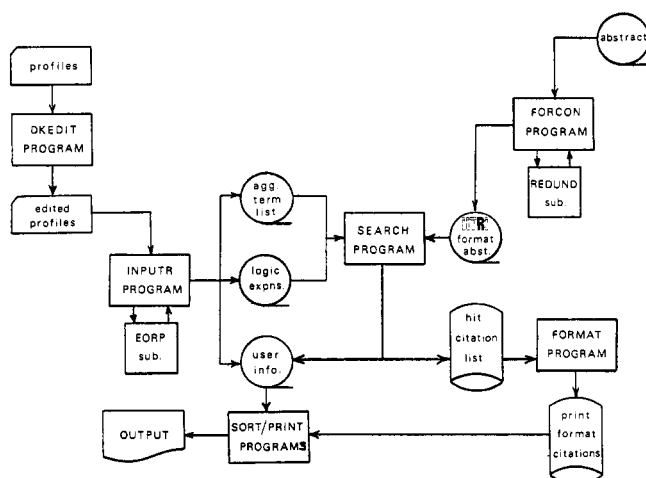 profiles
DKEDIT
PROGRAM
edited
profiles
INPUTR
PROGRAM
EORP
sub.
agg.
term
list
logic
expns.
user
info.
SEARCH
PROGRAM
abstract
FORCON
PROGRAM
REDUND
sub.
format
abst.
hit
citation
list
FORMAT
PROGRAM
print
format
citations
SORT/PRINT
PROGRAMS
OUTPUT